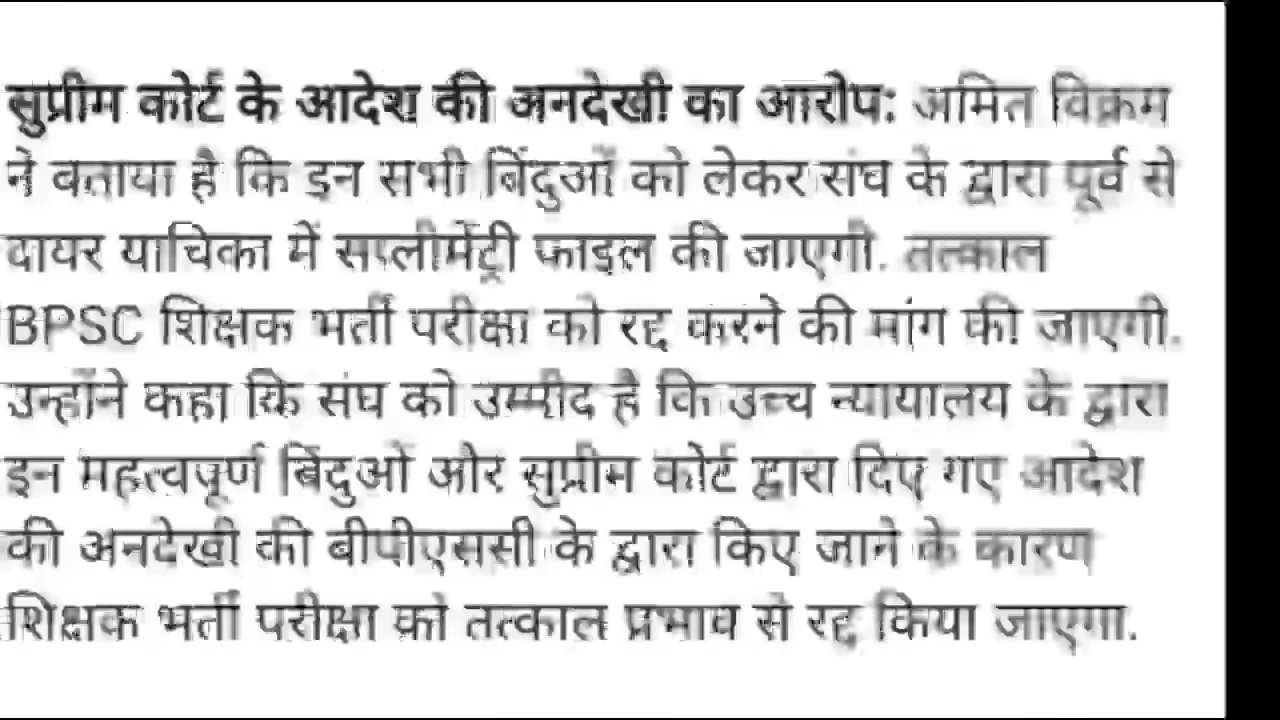 सुप्रीम कोर्ट के आदेश की अनदेखी का आरोप: अमित विक्रम
ने बताया है कि इन सभी बिंदुओं को लेकर संघ के द्वारा पूर्व से
दायर याचिका में सप्लीमेंट्री फाइल की जाएगी. तत्काल
BPSC शिक्षक भर्ती परीक्षा को रद्द करने की मांग की जाएगी.
उन्होंने कहा कि संघ को उम्मीद है कि उच्च न्यायालय के द्वारा
इन महत्वपूर्ण बिंदुओं और सुप्रीम कोर्ट द्वारा दिए गए आदेश
की अनदेखी की बीपीएससी के द्वारा किए जाने के कारण
शिक्षक भर्ती परीक्षा को तत्काल प्रभाव से रद्द किया जाएगा.